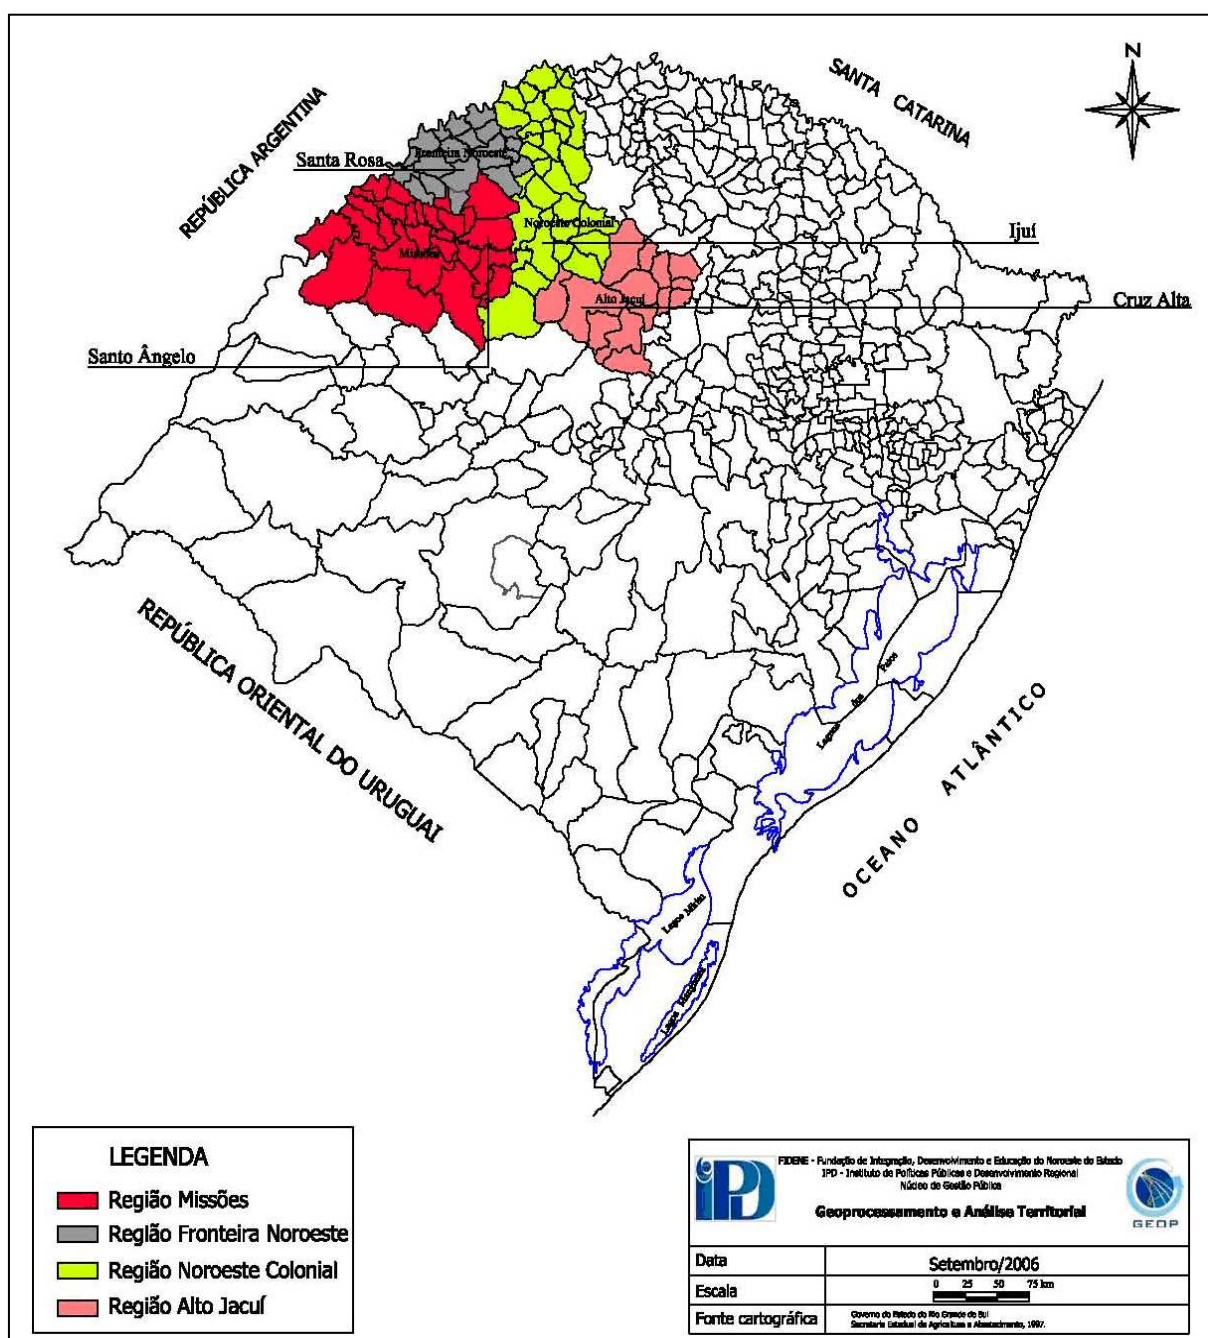 N
SANTA CATARINA
REPÚBLICA ARGENTINA
Santa Rosa
Fronteira Noroeste
Noroeste Colonial
Ijuí
Missões
Alto Jacuí
Cruz Alta
Santo Ângelo
REPÚBLICA ORIENTAL DO URUGUAI
Laguna dos Patos
OCEANO ATLÂNTICO
Lagoa Mirim
Lagoa Mangueira
LEGENDA
Região Missões
Região Fronteira Noroeste
Região Noroeste Colonial
Região Alto Jacuí
IPD
FIDENE - Fundação de Integração, Desenvolvimento e Educação do Noroeste do Estado
IPD - Instituto de Políticas Públicas e Desenvolvimento Regional
Núcleo de Gestão Pública
Geoprocessamento e Análise Territorial
GEOP
Data
Setembro/2006
Escala
0 25 50 75 km
Fonte cartográfica
Governo do Estado do Rio Grande do Sul
Secretaria Estadual de Agricultura e Abastecimento, 1997.